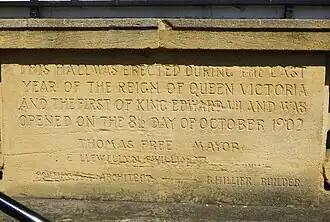 THIS HALL WAS ERECTED DURING THE LAST
YEAR OF THE REIGN OF QUEEN VICTORIA
AND THE FIRST OF KING EDWARD VII AND WAS
OPENED ON THE 8th DAY OF OCTOBER 1902.
THOMAS FREE MAYOR
E LLEWELLYN
ARCHITECT R. HILLIER, BUILDER.